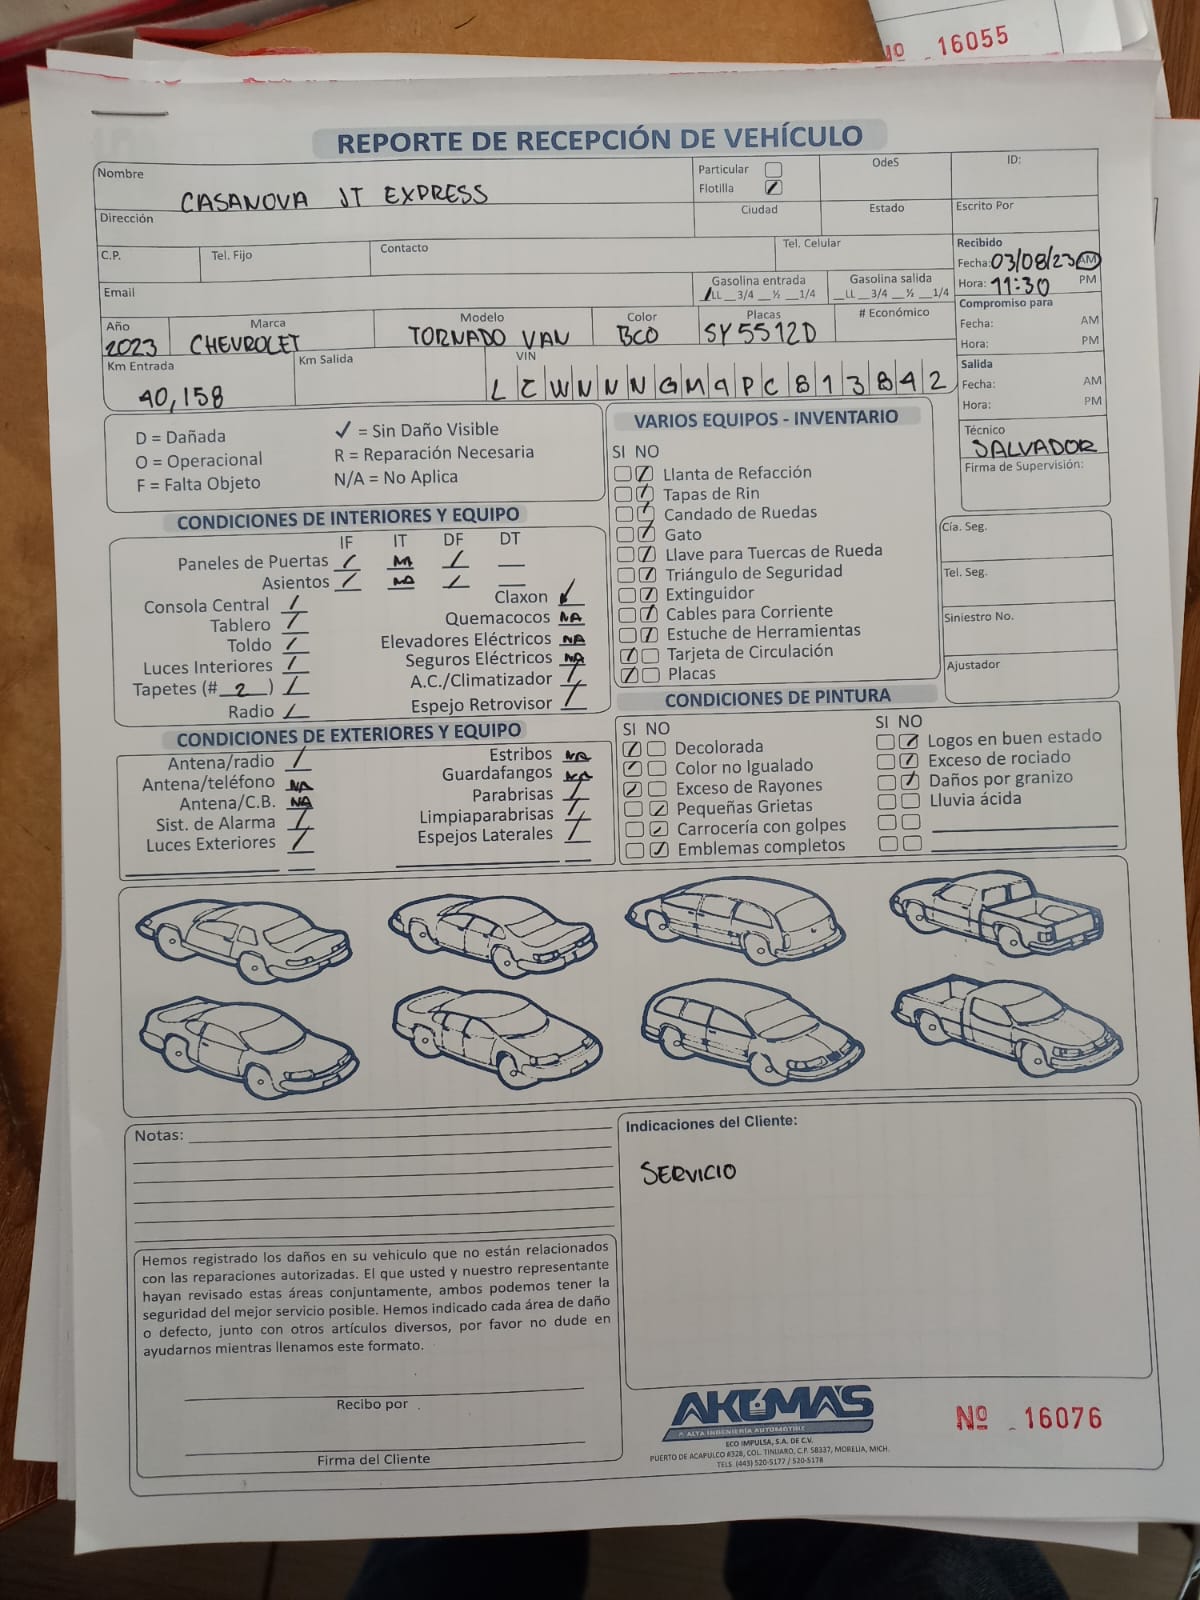 Nº 16055
REPORTE DE RECEPCIÓN DE VEHÍCULO
Nombre CASANOVA JT EXPRESS
Particular
Flotilla ✓
OdeS
ID:
Dirección
Ciudad
Estado
Escrito Por
C.P.
Tel. Fijo
Contacto
Tel. Celular
Recibido
Fecha: 03/08/23 AM
Hora: 11:30 PM
Email
Gasolina entrada
✓LL __3/4 __½ __1/4
Gasolina salida
__LL __3/4 __½ __1/4
Compromiso para
Fecha: AM
Hora: PM
Año 2023
Marca CHEVROLET
Modelo TORNADO VAN
Color BCO
Placas SY5512D
# Económico
Km Entrada 40,158
Km Salida
VIN LZWNNNGM9PC813842
Salida
Fecha: AM
Hora: PM
Técnico
SALVADOR
Firma de Supervisión:
D = Dañada
O = Operacional
F = Falta Objeto
✓ = Sin Daño Visible
R = Reparación Necesaria
N/A = No Aplica
VARIOS EQUIPOS - INVENTARIO
SI NO
Llanta de Refacción
Tapas de Rin
Candado de Ruedas
Gato
Llave para Tuercas de Rueda
Triángulo de Seguridad
Extinguidor
Cables para Corriente
Estuche de Herramientas
Tarjeta de Circulación
Placas
Cía. Seg.
Tel. Seg.
Siniestro No.
Ajustador
CONDICIONES DE INTERIORES Y EQUIPO
IF IT DF DT
Paneles de Puertas ✓ NA ✓ __
Asientos ✓ NA ✓ __
Consola Central ✓
Tablero ✓
Toldo ✓
Luces Interiores ✓
Tapetes (# 2 ) ✓
Radio ✓
Claxon ✓
Quemacocos NA
Elevadores Eléctricos NA
Seguros Eléctricos NA
A.C./Climatizador ✓
Espejo Retrovisor ✓
CONDICIONES DE EXTERIORES Y EQUIPO
Antena/radio ✓
Antena/teléfono NA
Antena/C.B. NA
Sist. de Alarma ✓
Luces Exteriores ✓
Estribos NA
Guardafangos NA
Parabrisas ✓
Limpiaparabrisas ✓
Espejos Laterales ✓
CONDICIONES DE PINTURA
SI NO
Decolorada
Color no Igualado
Exceso de Rayones
Pequeñas Grietas
Carrocería con golpes
Emblemas completos
SI NO
Logos en buen estado
Exceso de rociado
Daños por granizo
Lluvia ácida
Notas:
Indicaciones del Cliente:
SERVICIO
Hemos registrado los daños en su vehiculo que no están relacionados
con las reparaciones autorizadas. El que usted y nuestro representante
hayan revisado estas áreas conjuntamente, ambos podemos tener la
seguridad del mejor servicio posible. Hemos indicado cada área de daño
o defecto, junto con otros artículos diversos, por favor no dude en
ayudarnos mientras llenamos este formato.
Recibo por
Firma del Cliente
AKUMA'S
ALTA INGENIERÍA AUTOMOTRIZ
ECO IMPULSA, S.A. DE C.V.
PUERTO DE ACAPULCO #328, COL. TINIJARO, C.P. 58337, MORELIA, MICH.
TELS. (443) 520-5177 / 520-5178
Nº 16076